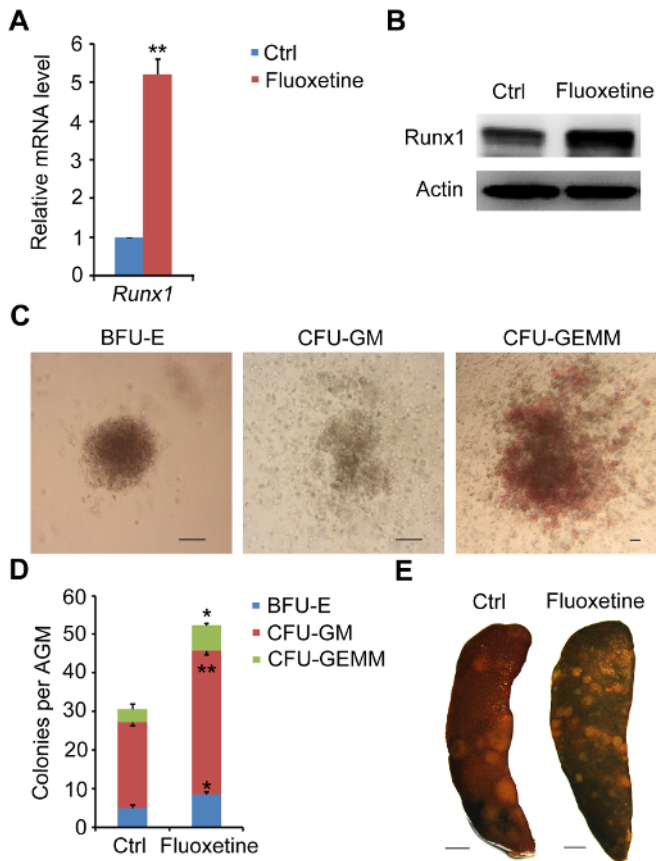 A
Relative mRNA level
6
5
4
3
2
1
0
**
Runx1
Ctrl
Fluoxetine
B
Ctrl Fluoxetine
Runx1
Actin
C
BFU-E CFU-GM CFU-GEMM
D
Colonies per AGM
60
50
40
30
20
10
0
*
**
*
Ctrl Fluoxetine
BFU-E
CFU-GM
CFU-GEMM
E
Ctrl Fluoxetine